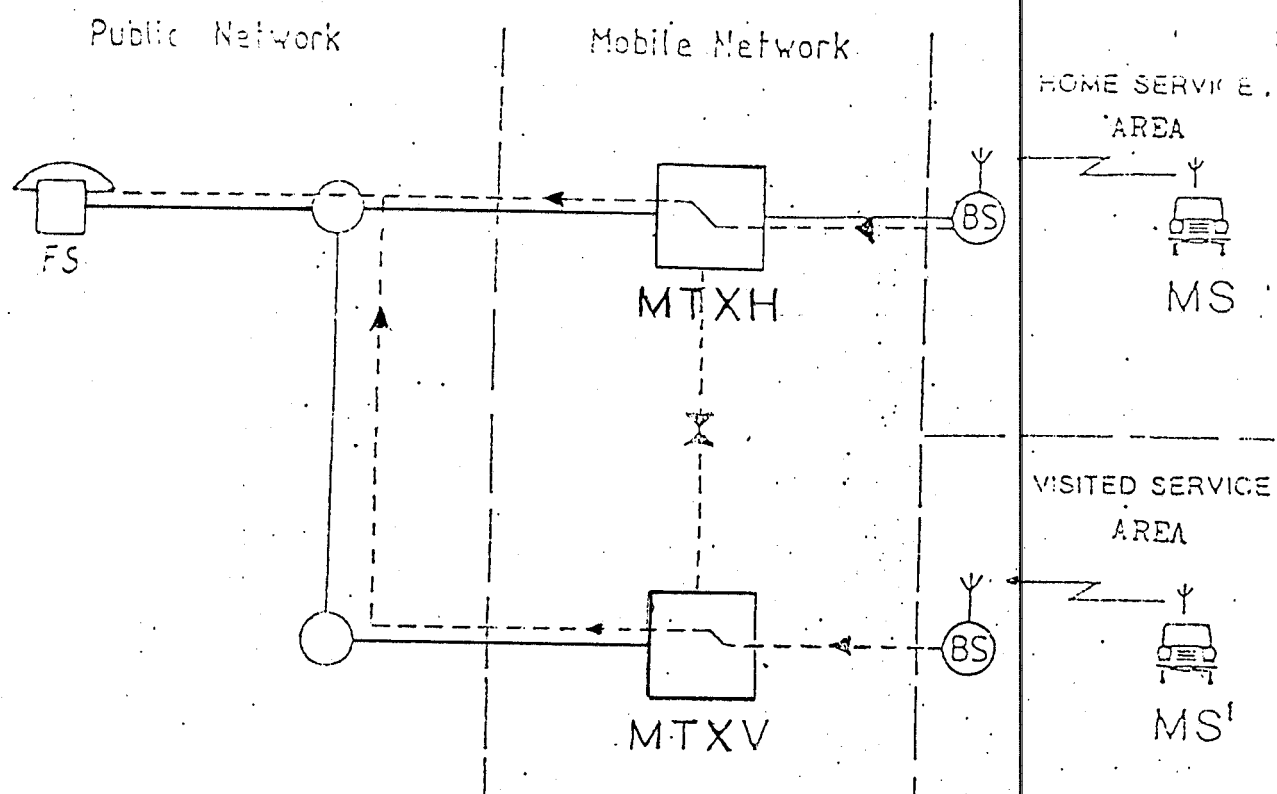 Public Network
Mobile Network
HOME SERVICE
AREA
FS
BS
MTXH
MS
VISITED SERVICE
AREA
BS
MTXV
MS'